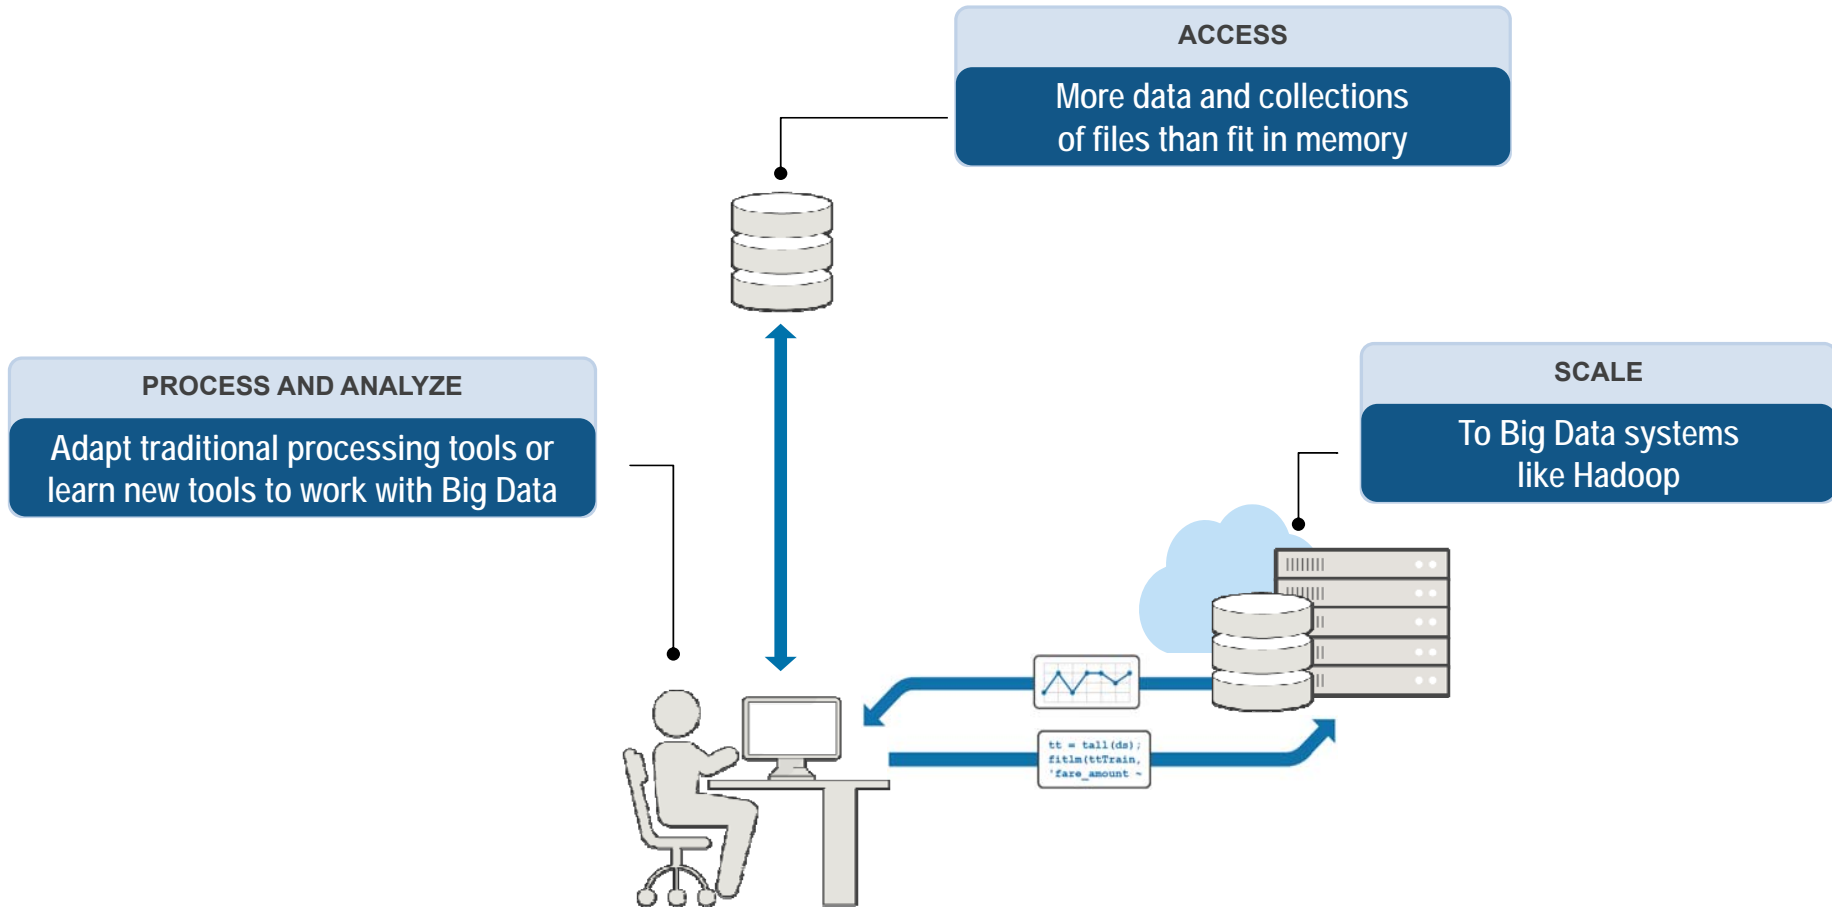 ACCESS
More data and collections
of files than fit in memory
PROCESS AND ANALYZE
Adapt traditional processing tools or
learn new tools to work with Big Data
SCALE
To Big Data systems
like Hadoop
tt = tall(ds);
fitlm(ttTrain,
'fare_amount ~